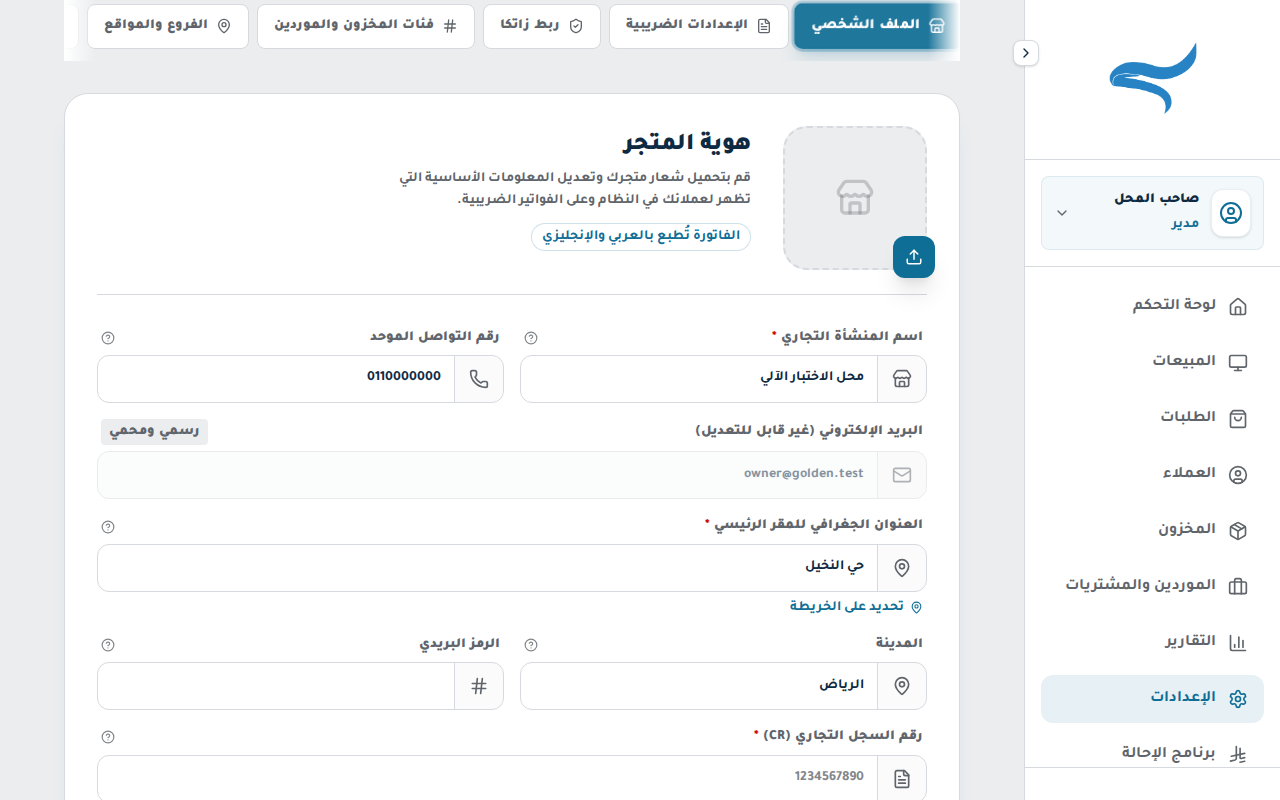 الملف الشخصي
الإعدادات الضريبية
ربط زاتكا
فئات المخزون والموردين
الفروع والمواقع
صاحب المحل
مدير
لوحة التحكم
المبيعات
الطلبات
العملاء
المخزون
الموردين والمشتريات
التقارير
الإعدادات
برنامج الإحالة
هوية المتجر
قم بتحميل شعار متجرك وتعديل المعلومات الأساسية التي
تظهر لعملائك في النظام وعلى الفواتير الضريبية.
الفاتورة تُطبع بالعربي والإنجليزي
اسم المنشأة التجاري *
محل الاختبار الآلي
رقم التواصل الموحد
0110000000
البريد الإلكتروني (غير قابل للتعديل)
رسمي ومحمي
owner@golden.test
العنوان الجغرافي للمقر الرئيسي *
حي النخيل
تحديد على الخريطة
المدينة
الرياض
الرمز البريدي
رقم السجل التجاري (CR) *
1234567890